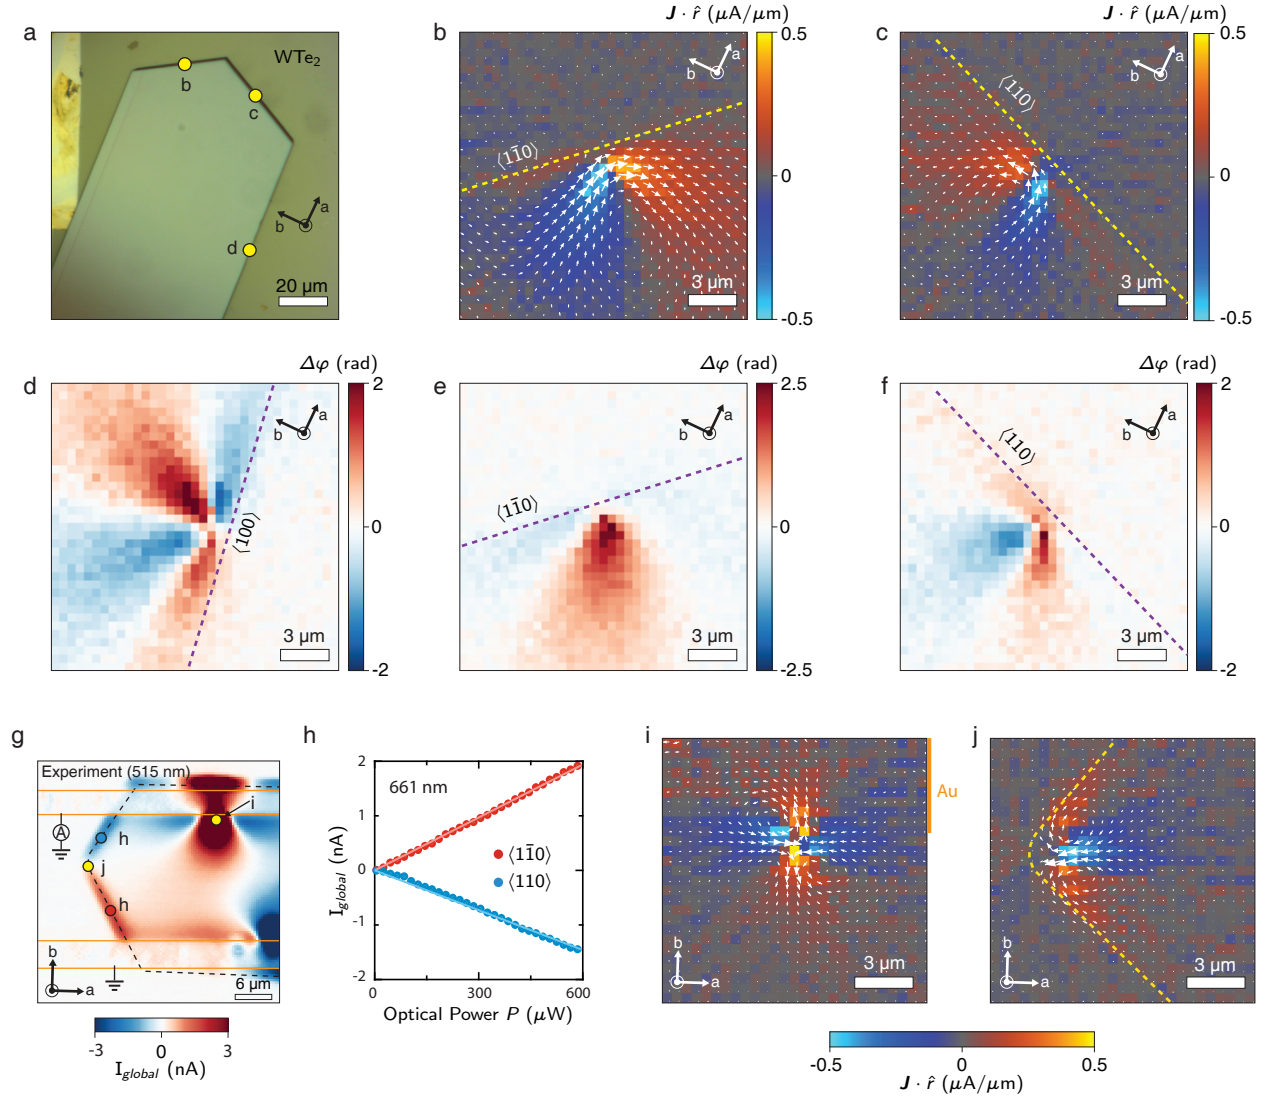 a
WTe2
b
c
d
a
b
20 μm
b
J · r̂ (μA/μm)
0.5
0
-0.5
a
b
⟨11̄0⟩
3 μm
c
J · r̂ (μA/μm)
0.5
0
-0.5
a
b
⟨110⟩
3 μm
d
Δφ (rad)
2
0
-2
a
b
⟨100⟩
3 μm
e
Δφ (rad)
2.5
0
-2.5
a
b
⟨11̄0⟩
3 μm
f
Δφ (rad)
2
0
-2
a
b
⟨110⟩
3 μm
g
Experiment (515 nm)
i
A
h
j
h
b
a
6 μm
-3
0
3
Iglobal (nA)
h
2
1
0
-1
-2
Iglobal (nA)
661 nm
⟨11̄0⟩
⟨110⟩
0
300
600
Optical Power P (μW)
i
Au
b
a
3 μm
j
b
a
3 μm
-0.5
0
0.5
J · r̂ (μA/μm)